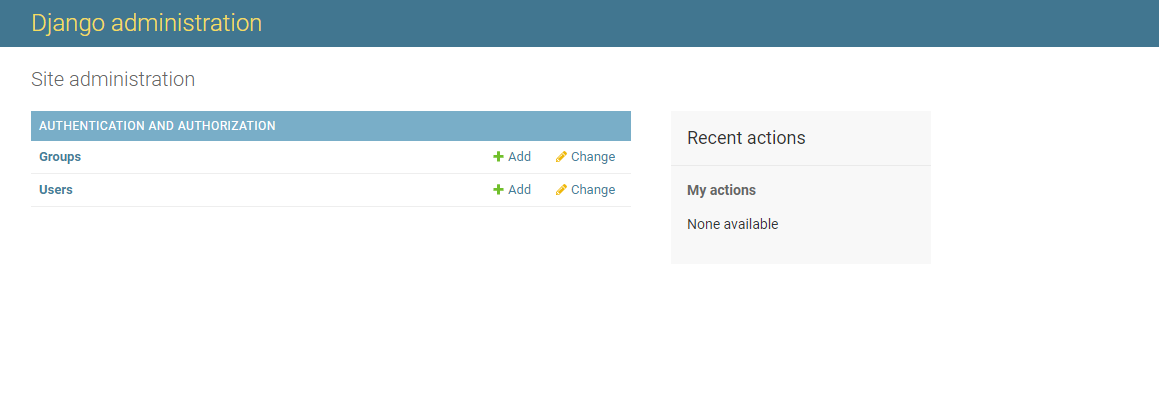 Django administration
Site administration
AUTHENTICATION AND AUTHORIZATION
Groups Add Change
Users Add Change
Recent actions
My actions
None available